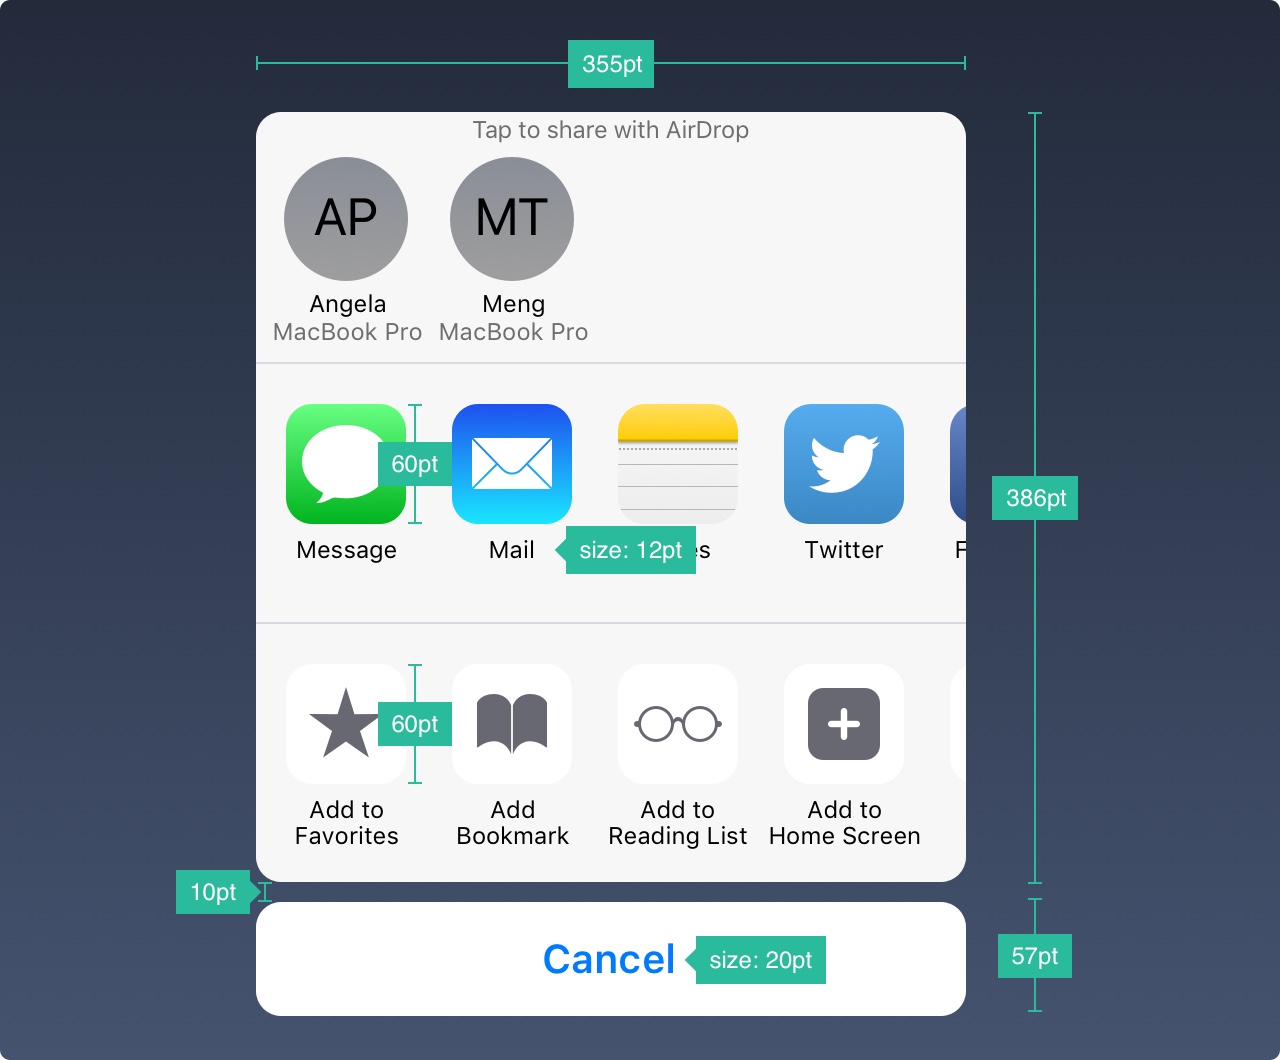 355pt
Tap to share with AirDrop
AP MT
Angela Meng
MacBook Pro MacBook Pro
60pt
386pt
Message Mail size: 12pt Twitter
60pt
Add to Add Add to Add to
Favorites Bookmark Reading List Home Screen
10pt
Cancel size: 20pt
57pt